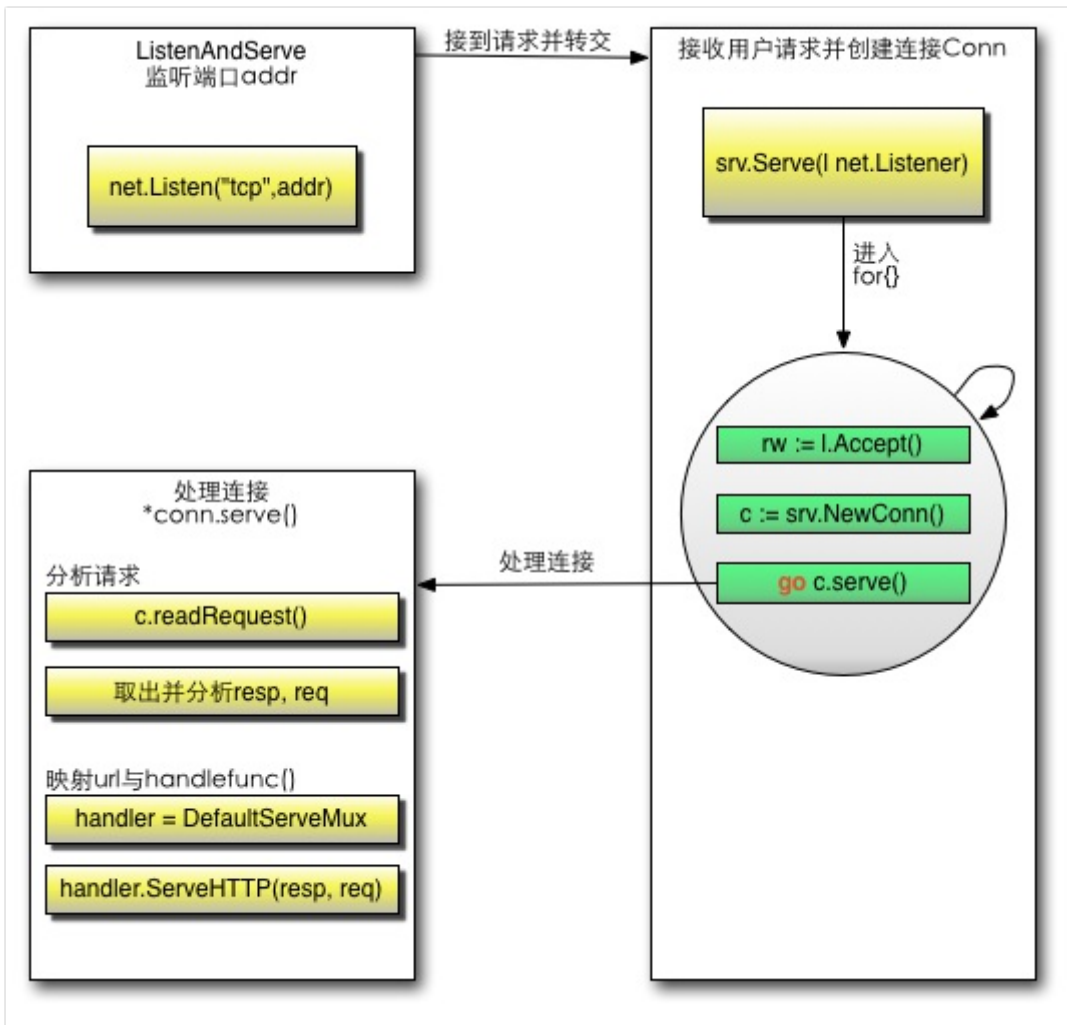 ListenAndServe
监听端口addr
net.Listen("tcp",addr)
接到请求并转交
接收用户请求并创建连接Conn
srv.Serve(l net.Listener)
进入
for{}
rw := l.Accept()
c := srv.NewConn()
go c.serve()
处理连接
处理连接
*conn.serve()
分析请求
c.readRequest()
取出并分析resp, req
映射url与handlefunc()
handler = DefaultServeMux
handler.ServeHTTP(resp, req)